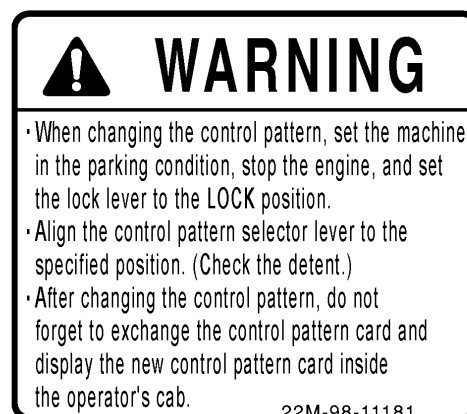 WARNING
· When changing the control pattern, set the machine
in the parking condition, stop the engine, and set
the lock lever to the LOCK position.
· Align the control pattern selector lever to the
specified position. (Check the detent.)
· After changing the control pattern, do not
forget to exchange the control pattern card and
display the new control pattern card inside
the operator's cab.
22M-98-11181